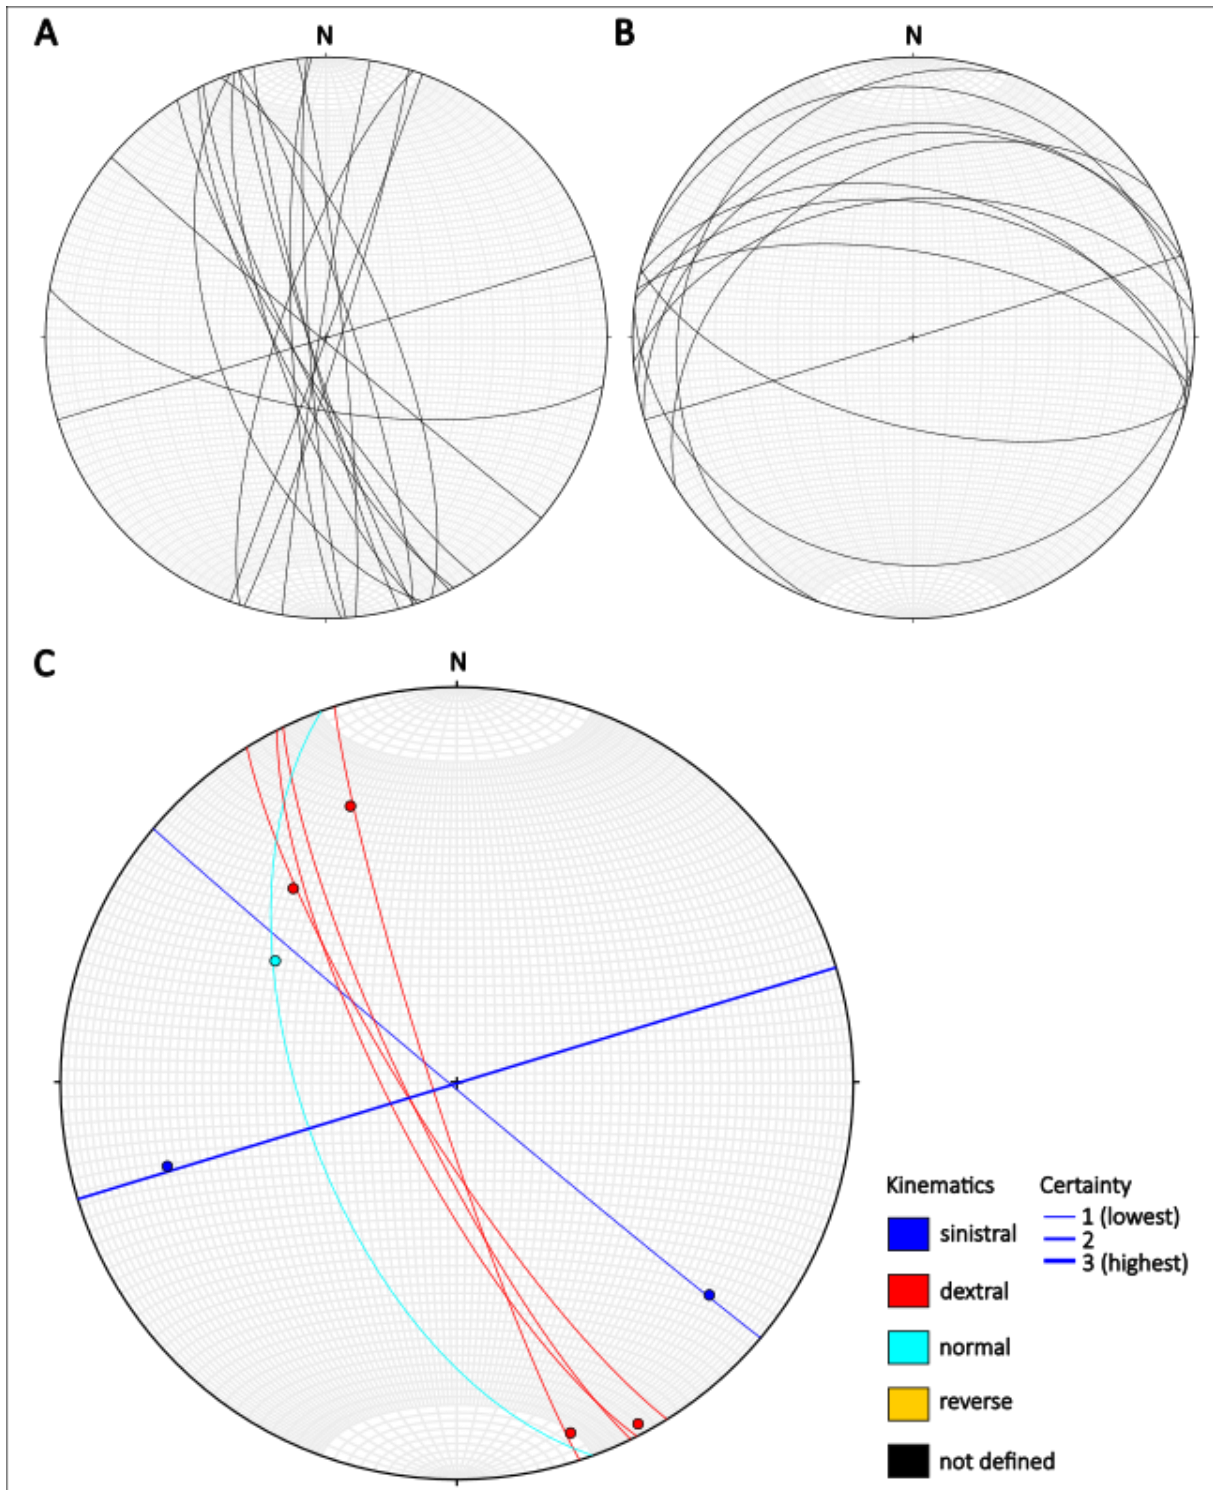 A
N
B
N
C
N
Kinematics
Certainty
1 (lowest)
sinistral
2
3 (highest)
dextral
normal
reverse
not defined